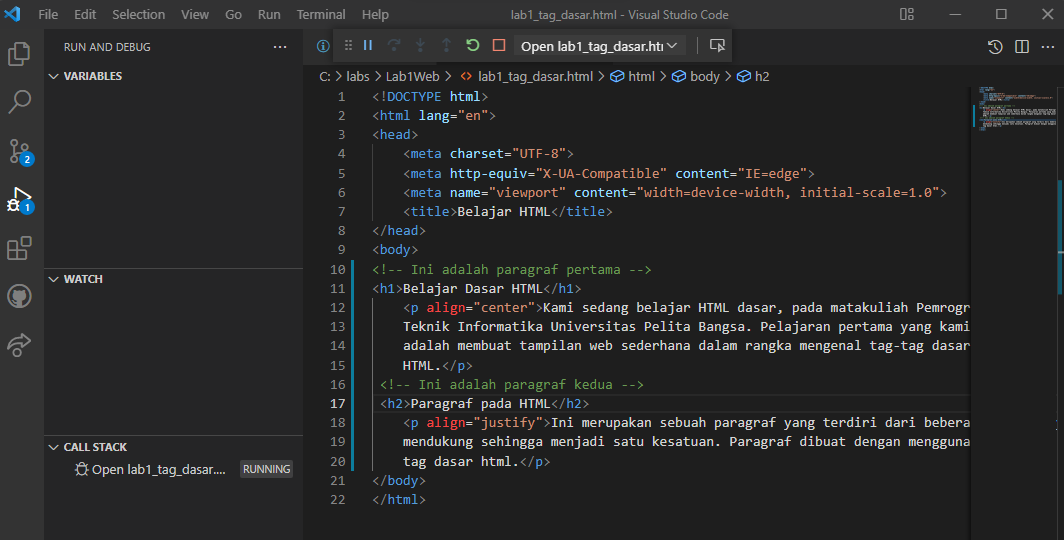 File Edit Selection View Go Run Terminal Help lab1_tag_dasar.html - Visual Studio Code
RUN AND DEBUG
Open lab1_tag_dasar.htı
VARIABLES
C: > labs > Lab1Web > lab1_tag_dasar.html > html > body > h2
1 <!DOCTYPE html>
2 <html lang="en">
3 <head>
4 <meta charset="UTF-8">
5 <meta http-equiv="X-UA-Compatible" content="IE=edge">
6 <meta name="viewport" content="width=device-width, initial-scale=1.0">
7 <title>Belajar HTML</title>
8 </head>
9 <body>
10 <!-- Ini adalah paragraf pertama -->
11 <h1>Belajar Dasar HTML</h1>
12 <p align="center">Kami sedang belajar HTML dasar, pada matakuliah Pemrogr
13 Teknik Informatika Universitas Pelita Bangsa. Pelajaran pertama yang kami
14 adalah membuat tampilan web sederhana dalam rangka mengenal tag-tag dasar
15 HTML.</p>
16 <!-- Ini adalah paragraf kedua -->
17 <h2>Paragraf pada HTML</h2>
18 <p align="justify">Ini merupakan sebuah paragraf yang terdiri dari bebera
19 mendukung sehingga menjadi satu kesatuan. Paragraf dibuat dengan mengguna
20 tag dasar html.</p>
21 </body>
22 </html>
2
1
WATCH
CALL STACK
Open lab1_tag_dasar.... RUNNING